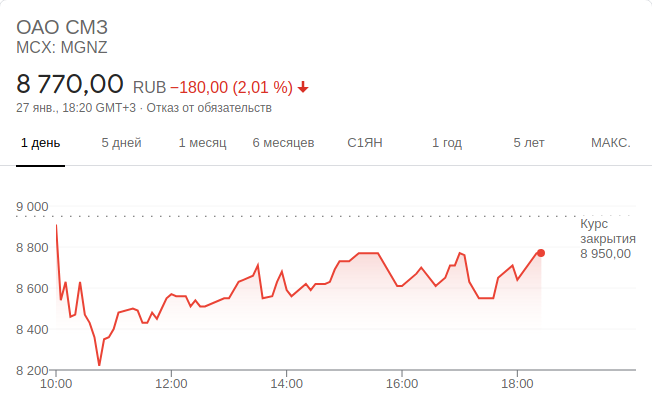 ОАО СМЗ
MCX: MGNZ
8 770,00 RUB −180,00 (2,01 %)
27 янв., 18:20 GMT+3 · Отказ от обязательств
1 день 5 дней 1 месяц 6 месяцев С1ЯН 1 год 5 лет МАКС.
9 000
Курс
закрытия
8 950,00
8 800
8 600
8 400
8 200
10:00 12:00 14:00 16:00 18:00